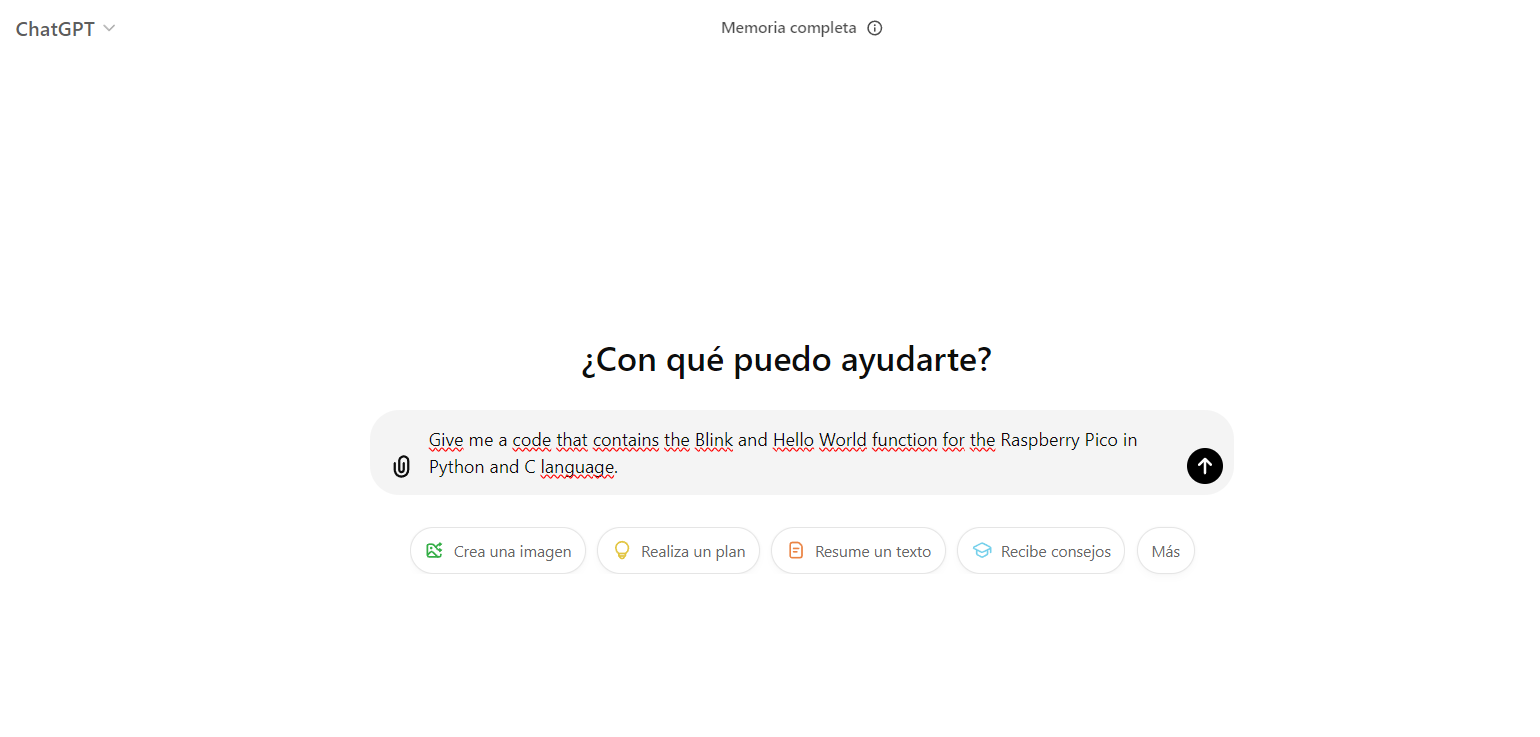 ChatGPT
Memoria completa
¿Con qué puedo ayudarte?
Give me a code that contains the Blink and Hello World function for the Raspberry Pico in
Python and C language.
Crea una imagen
Realiza un plan
Resume un texto
Recibe consejos
Más